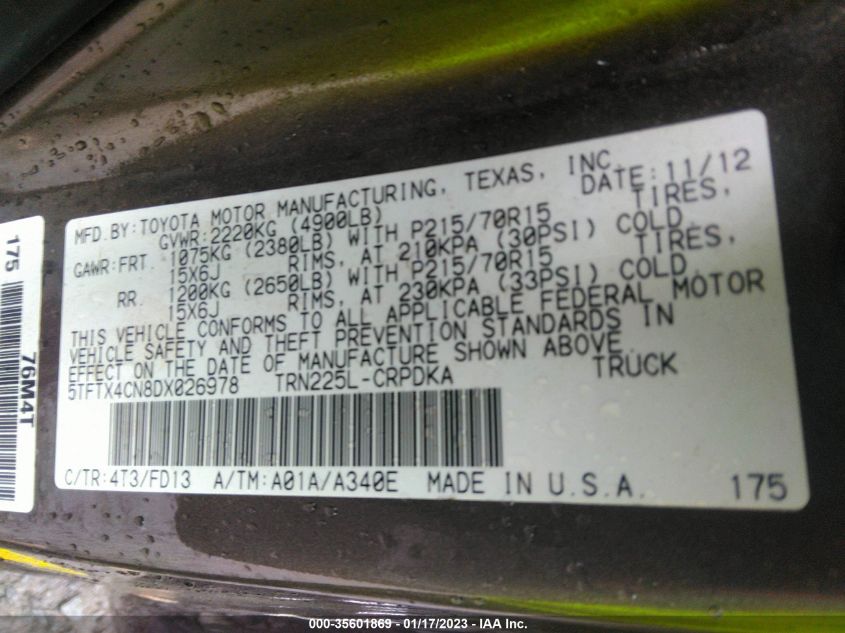 MFD.BY:TOYOTA MOTOR MANUFACTURING, TEXAS, INC.
GVWR:2220KG (4900LB) DATE:11/12
GAWR:FRT 1075KG (2380LB) WITH P215/70R15 TIRES,
15X6J RIMS, AT 210KPA (30PSI) COLD
RR. 1200KG (2650LB) WITH P215/70R15 TIRES,
15X6J RIMS, AT 230KPA (33PSI) COLD.
THIS VEHICLE CONFORMS TO ALL APPLICABLE FEDERAL MOTOR
VEHICLE SAFETY AND THEFT PREVENTION STANDARDS IN
EFFECT ON THE DATE OF MANUFACTURE SHOWN ABOVE.
5TFTX4CN8DX026978 TRN225L-CRPDKA TRUCK
C/TR:4T3/FD13 A/TM:A01A/A340E MADE IN U.S.A. 175
175
76M4T
000-35601869 - 01/17/2023 - IAA Inc.